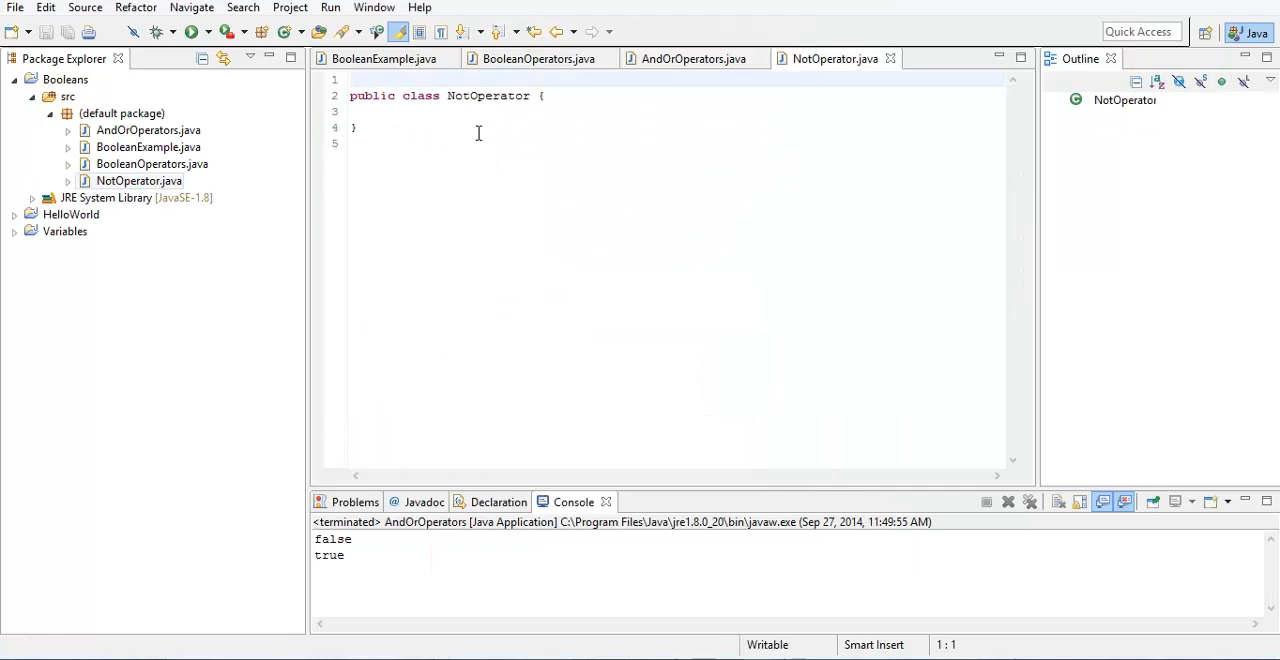 File Edit Source Refactor Navigate Search Project Run Window Help
Quick Access Java
Package Explorer
Booleans
src
(default package)
AndOrOperators.java
BooleanExample.java
BooleanOperators.java
NotOperator.java
JRE System Library [JavaSE-1.8]
HelloWorld
Variables
BooleanExample.java BooleanOperators.java AndOrOperators.java NotOperator.java
1
2 public class NotOperator {
3
4 }
5
Outline
NotOperator
Problems @ Javadoc Declaration Console
<terminated> AndOrOperators [Java Application] C:\Program Files\Java\jre1.8.0_20\bin\javaw.exe (Sep 27, 2014, 11:49:55 AM)
false
true
Writable Smart Insert 1 : 1